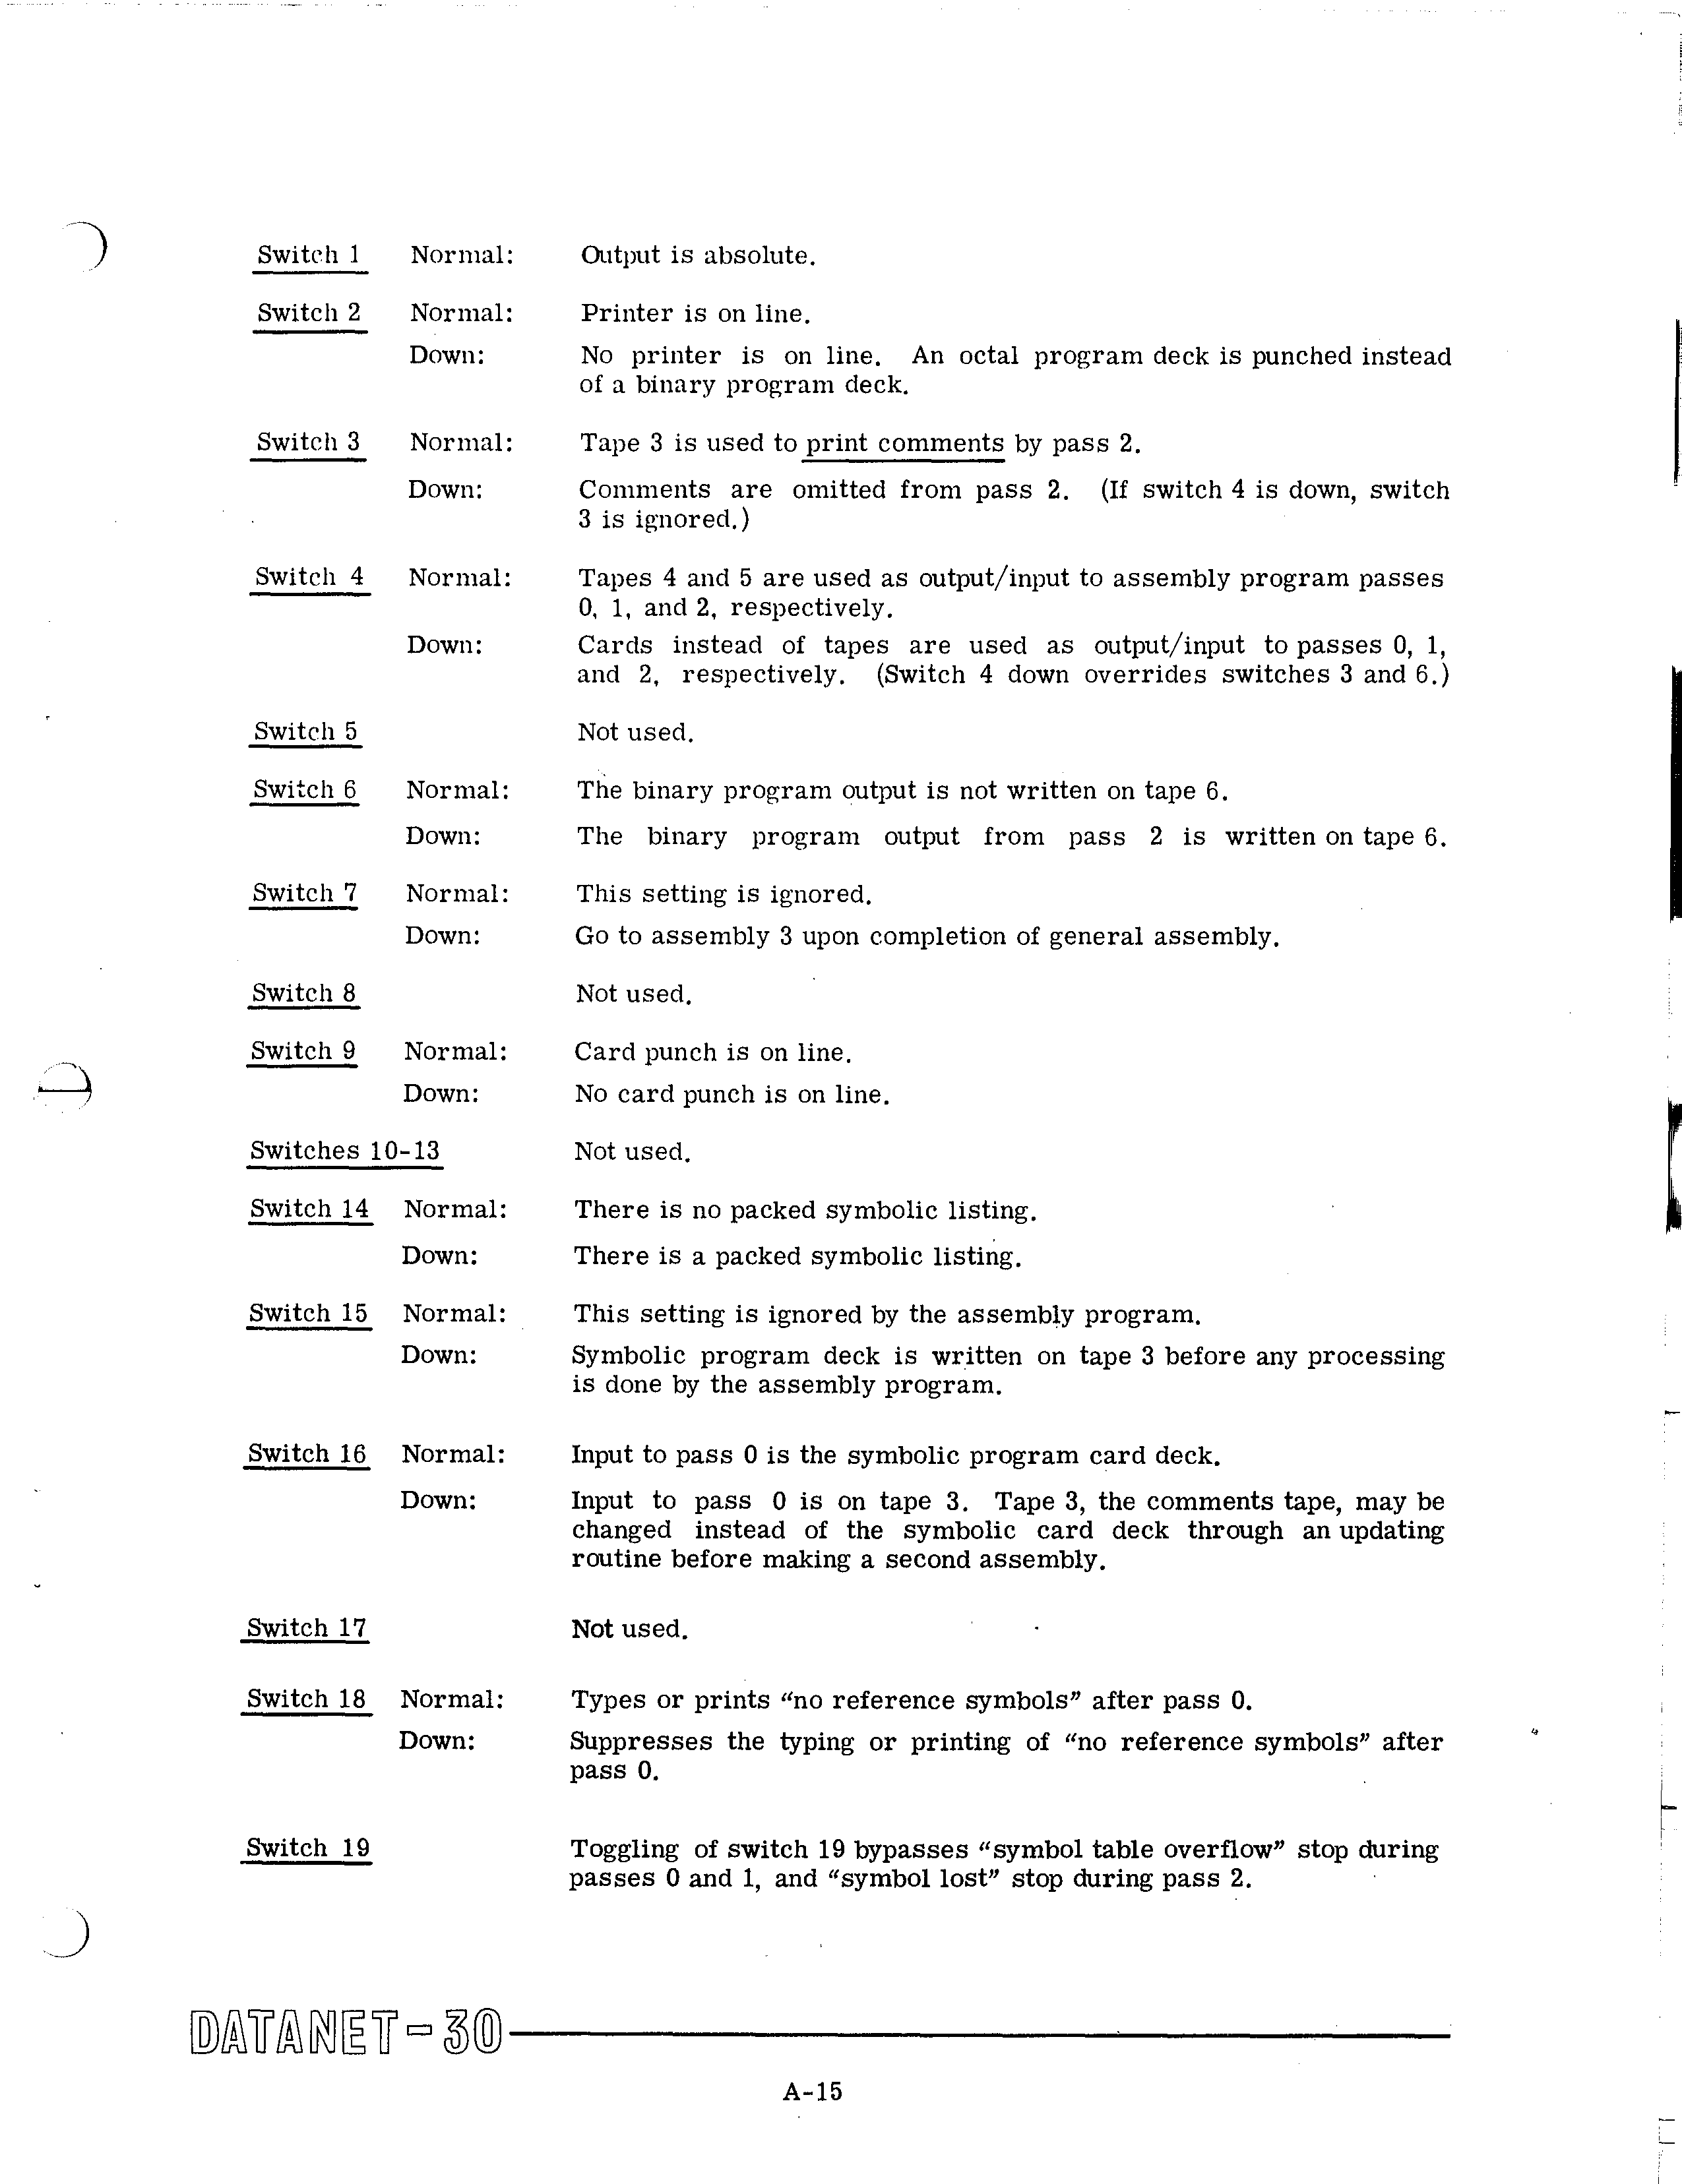 Switch 1 Normal: Output is absolute.
Switch 2 Normal: Printer is on line.
Down: No printer is on line. An octal program deck is punched instead
of a binary program deck.
Switch 3 Normal: Tape 3 is used to print comments by pass 2.
Down: Comments are omitted from pass 2. (If switch 4 is down, switch
3 is ignored.)
Switch 4 Normal: Tapes 4 and 5 are used as output/input to assembly program passes
0, 1, and 2, respectively.
Down: Cards instead of tapes are used as output/input to passes 0, 1,
and 2, respectively. (Switch 4 down overrides switches 3 and 6.)
Switch 5 Not used.
Switch 6 Normal: The binary program output is not written on tape 6.
Down: The binary program output from pass 2 is written on tape 6.
Switch 7 Normal: This setting is ignored.
Down: Go to assembly 3 upon completion of general assembly.
Switch 8 Not used.
Switch 9 Normal: Card punch is on line.
Down: No card punch is on line.
Switches 10-13 Not used.
Switch 14 Normal: There is no packed symbolic listing.
Down: There is a packed symbolic listing.
Switch 15 Normal: This setting is ignored by the assembly program.
Down: Symbolic program deck is written on tape 3 before any processing
is done by the assembly program.
Switch 16 Normal: Input to pass 0 is the symbolic program card deck.
Down: Input to pass 0 is on tape 3. Tape 3, the comments tape, may be
changed instead of the symbolic card deck through an updating
routine before making a second assembly.
Switch 17 Not used.
Switch 18 Normal: Types or prints “no reference symbols” after pass 0.
Down: Suppresses the typing or printing of “no reference symbols” after
pass 0.
Switch 19 Toggling of switch 19 bypasses “symbol table overflow” stop during
passes 0 and 1, and “symbol lost” stop during pass 2.
DATANET-30
A-15